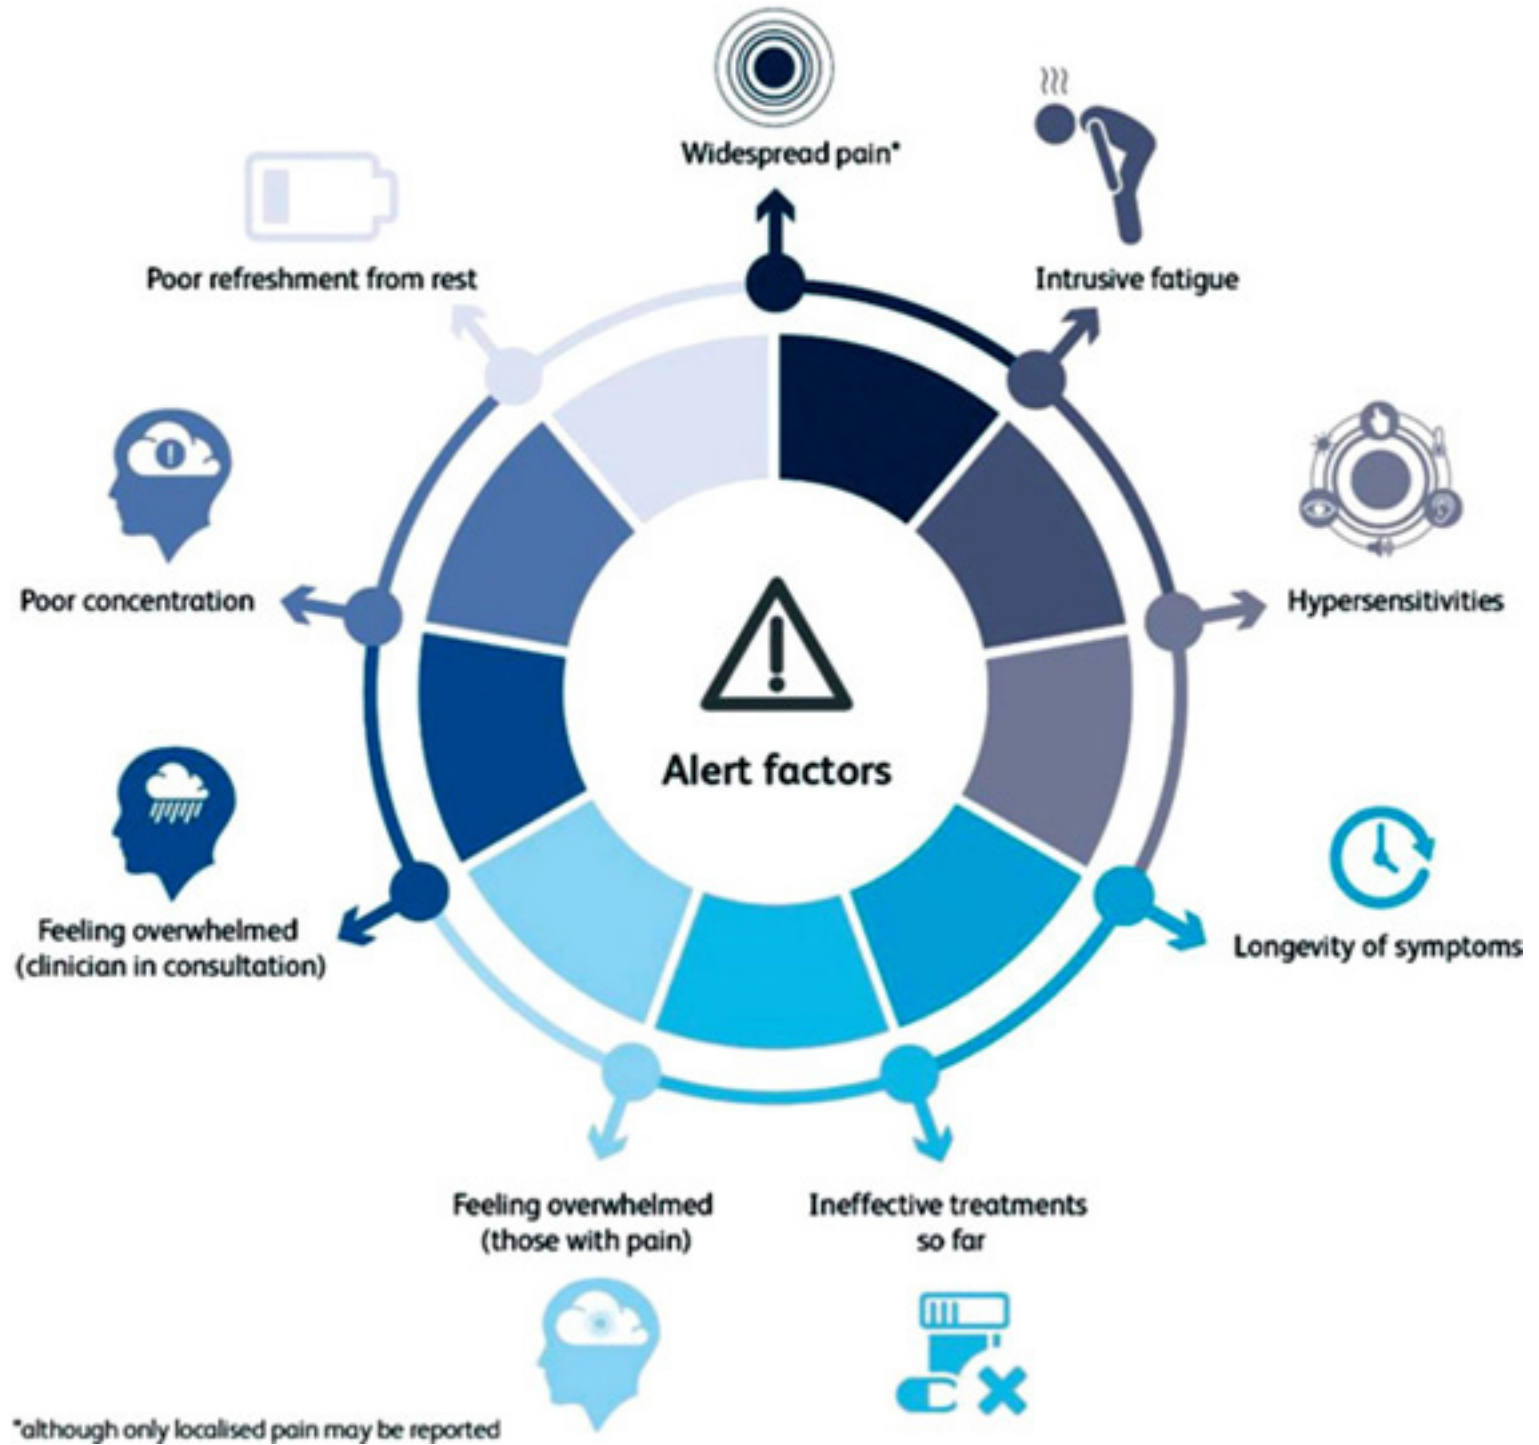 Widespread pain*
Poor refreshment from rest
Intrusive fatigue
Poor concentration
Hypersensitivities
Alert factors
Feeling overwhelmed
(clinician in consultation)
Longevity of symptoms
Feeling overwhelmed
(those with pain)
Ineffective treatments
so far
*although only localised pain may be reported